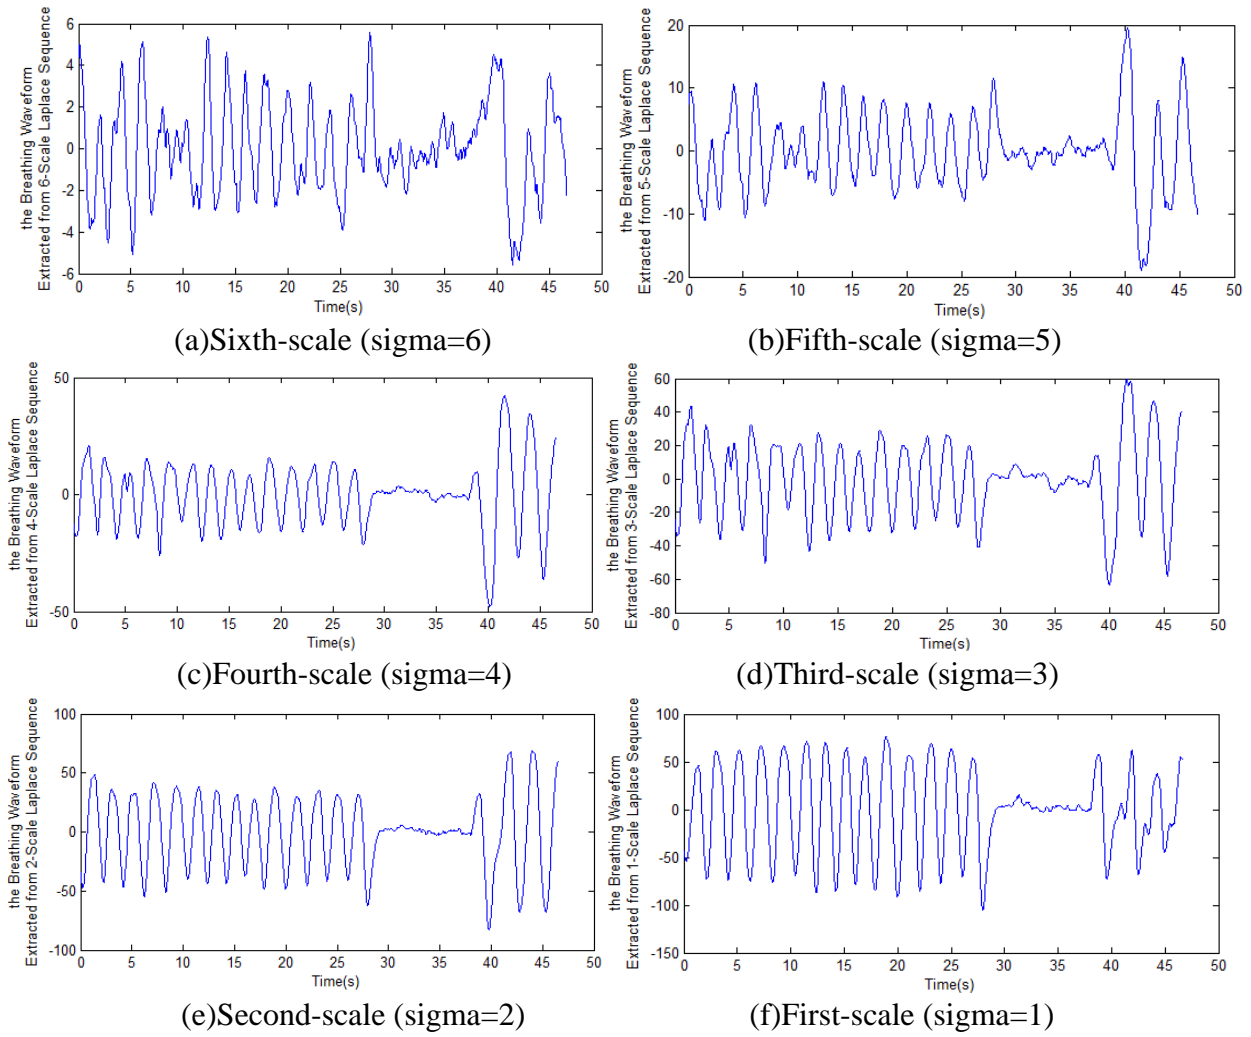 the Breathing Waveform
Extracted from 6-Scale Laplace Sequence
6
4
2
0
-2
-4
-6
0 5 10 15 20 25 30 35 40 45 50
Time(s)
(a)Sixth-scale (sigma=6)
the Breathing Waveform
Extracted from 5-Scale Laplace Sequence
20
10
0
-10
-20
0 5 10 15 20 25 30 35 40 45 50
Time(s)
(b)Fifth-scale (sigma=5)
the Breathing Waveform
Extracted from 4-Scale Laplace Sequence
50
0
-50
0 5 10 15 20 25 30 35 40 45 50
Time(s)
(c)Fourth-scale (sigma=4)
the Breathing Waveform
Extracted from 3-Scale Laplace Sequence
60
40
20
0
-20
-40
-60
-80
0 5 10 15 20 25 30 35 40 45 50
Time(s)
(d)Third-scale (sigma=3)
the Breathing Waveform
Extracted from 2-Scale Laplace Sequence
100
50
0
-50
-100
0 5 10 15 20 25 30 35 40 45 50
Time(s)
(e)Second-scale (sigma=2)
the Breathing Waveform
Extracted from 1-Scale Laplace Sequence
100
50
0
-50
-100
-150
0 5 10 15 20 25 30 35 40 45 50
Time(s)
(f)First-scale (sigma=1)